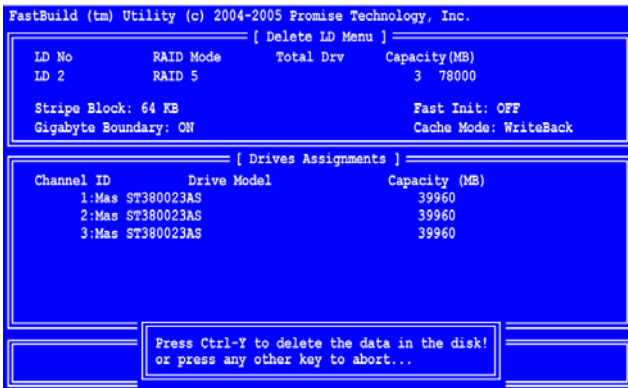 FastBuild (tm) Utility (c) 2004-2005 Promise Technology, Inc.
[ Delete LD Menu ]
LD No RAID Mode Total Drv Capacity(MB)
LD 2 RAID 5 3 78000
Stripe Block: 64 KB Fast Init: OFF
Gigabyte Boundary: ON Cache Mode: WriteBack
[ Drives Assignments ]
Channel ID Drive Model Capacity (MB)
1:Mas ST380023AS 39960
2:Mas ST380023AS 39960
3:Mas ST380023AS 39960
Press Ctrl-Y to delete the data in the disk!
or press any other key to abort...